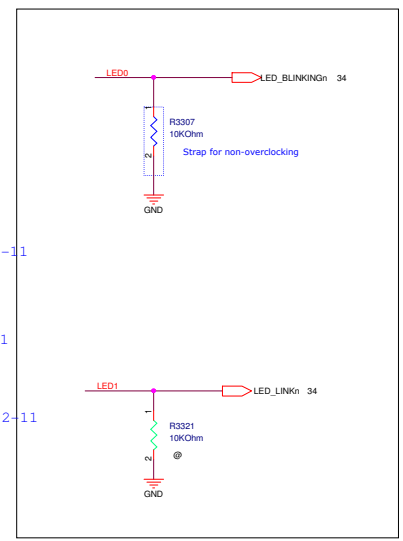 LED0
LED_BLINKINGn 34
1
R3307
10KOhm
2
Strap for non-overclocking
GND
-11
1
LED1
LED_LINKn 34
1
2-11
R3321
10KOhm
2
@
GND